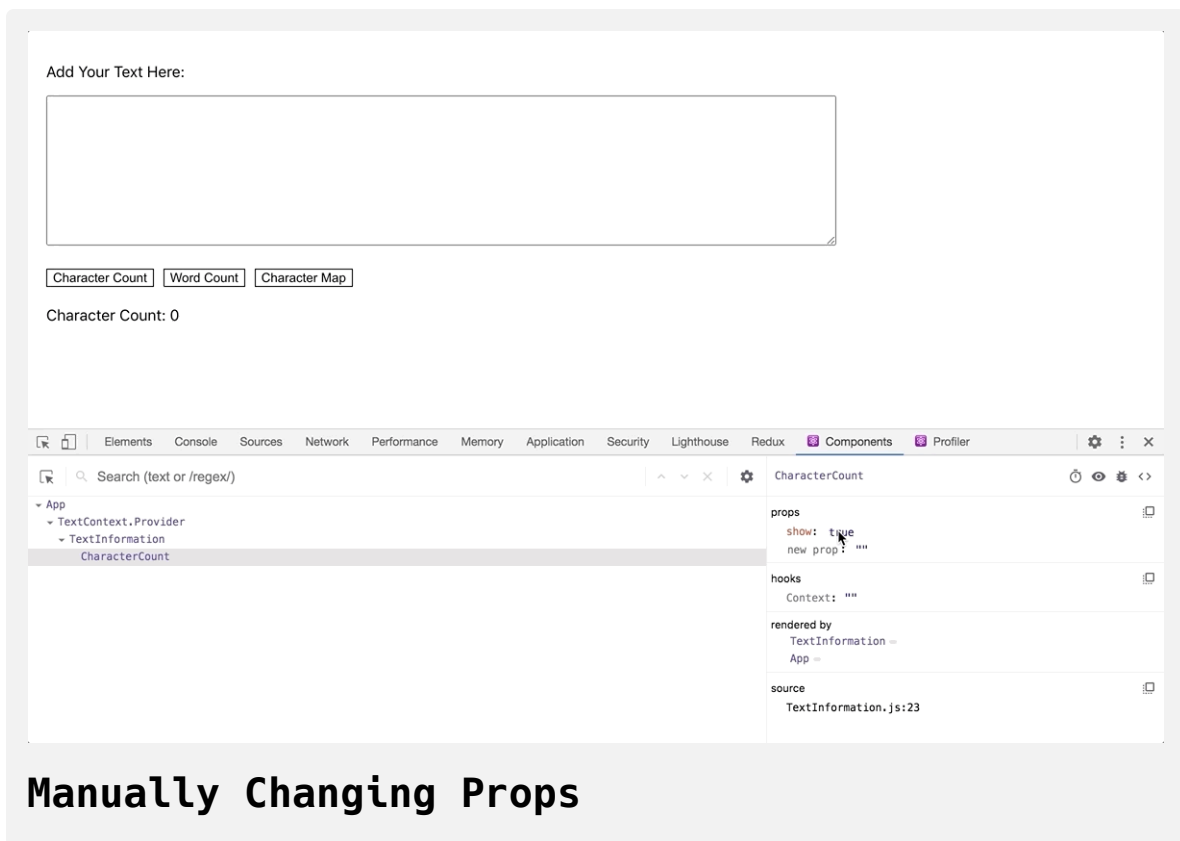 Add Your Text Here:
Character Count Word Count Character Map
Character Count: 0
Elements Console Sources Network Performance Memory Application Security Lighthouse Redux Components Profiler
Search (text or /regex/)
CharacterCount
App
TextContext.Provider
TextInformation
CharacterCount
props
show: true
new prop: ""
hooks
Context: ""
rendered by
TextInformation
App
source
TextInformation.js:23
Manually Changing Props